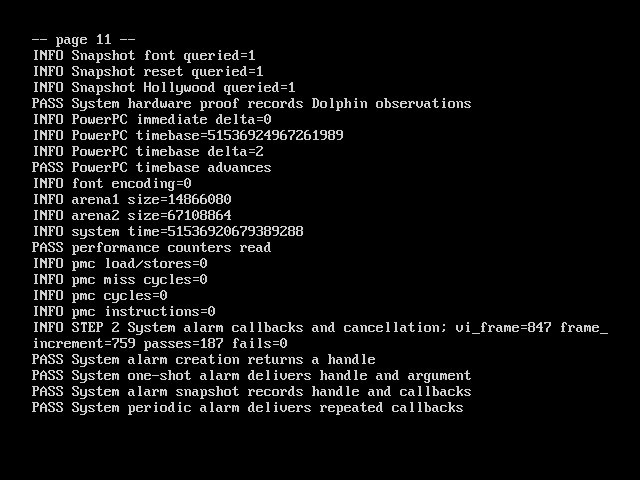 -- page 11 --
INFO Snapshot font queried=1
INFO Snapshot reset queried=1
INFO Snapshot Hollywood queried=1
PASS System hardware proof records Dolphin observations
INFO PowerPC immediate delta=0
INFO PowerPC timebase=51536924967261989
INFO PowerPC timebase delta=2
PASS PowerPC timebase advances
INFO font encoding=0
INFO arena1 size=14866080
INFO arena2 size=67108864
INFO system time=51536920679389288
PASS performance counters read
INFO pmc load/stores=0
INFO pmc miss cycles=0
INFO pmc cycles=0
INFO pmc instructions=0
INFO STEP 2 System alarm callbacks and cancellation; vi_frame=847 frame_
increment=759 passes=187 fails=0
PASS System alarm creation returns a handle
PASS System one-shot alarm delivers handle and argument
PASS System alarm snapshot records handle and callbacks
PASS System periodic alarm delivers repeated callbacks